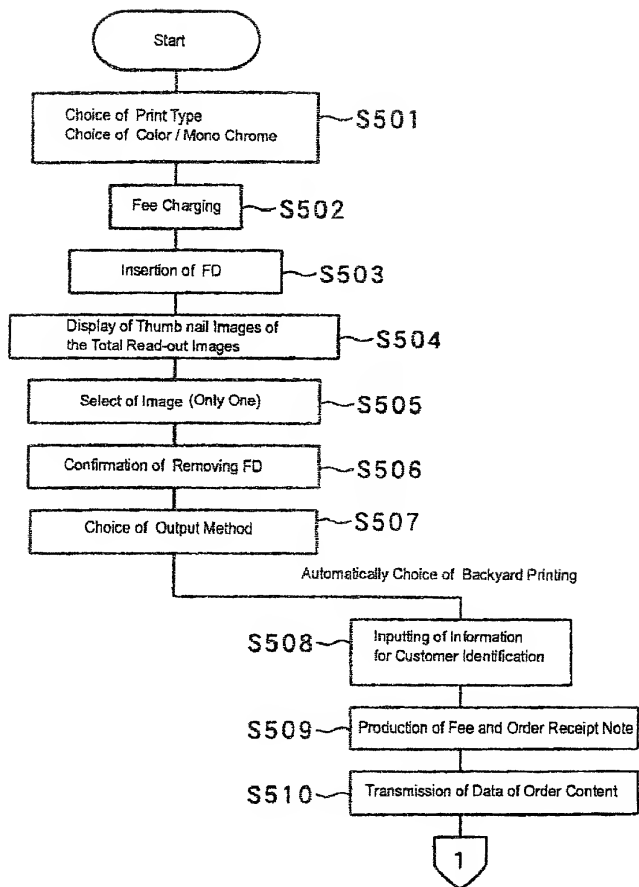 Start
Choice of Print Type
Choice of Color / Mono Chrome
S501
Fee Charging
S502
Insertion of FD
S503
Display of Thumb nail Images of
the Total Read-out Images
S504
Select of Image (Only One)
S505
Confirmation of Removing FD
S506
Choice of Output Method
S507
Automatically Choice of Backyard Printing
S508
Inputting of Information
for Customer Identification
S509
Production of Fee and Order Receipt Note
S510
Transmission of Data of Order Content
1